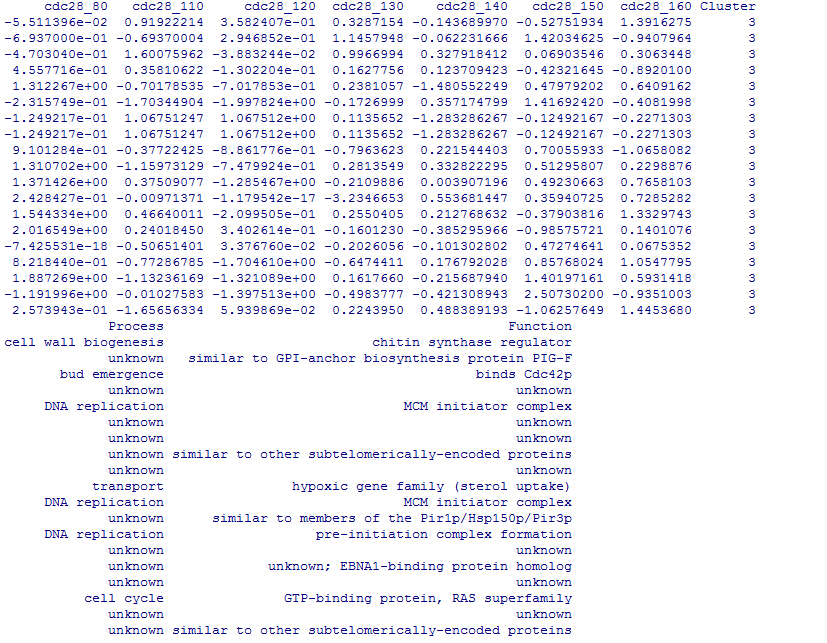 cdc28_80 cdc28_110 cdc28_120 cdc28_130 cdc28_140 cdc28_150 cdc28_160 Cluster
-5.511396e-02 0.91922214 3.582407e-01 0.3287154 -0.143689970 -0.52751934 1.3916275 3
-6.937000e-01 -0.69370004 2.946852e-01 1.1457948 -0.062231666 1.42034625 -0.9407964 3
-4.703040e-01 1.60075962 -3.883244e-02 0.9966994 0.327918412 0.06903546 0.3063448 3
4.557716e-01 0.35810622 -1.302204e-01 0.1627756 0.123709423 -0.42321645 -0.8920100 3
1.312267e+00 -0.70178535 -7.017853e-01 0.2381057 -1.480552249 0.47979202 0.6409162 3
-2.315749e-01 -1.70344904 -1.997824e+00 -0.1726999 0.357174799 1.41692420 -0.4081998 3
-1.249217e-01 1.06751247 1.067512e+00 0.1135652 -1.283286267 -0.12492167 -0.2271303 3
-1.249217e-01 1.06751247 1.067512e+00 0.1135652 -1.283286267 -0.12492167 -0.2271303 3
9.101284e-01 -0.37722425 -8.861776e-01 -0.7963623 0.221544403 0.70055933 -1.0658082 3
1.310702e+00 -1.15973129 -7.479924e-01 0.2813549 0.332822295 0.51295807 0.2298876 3
1.371426e+00 0.37509077 -1.285467e+00 -0.2109886 0.003907196 0.49230663 0.7658103 3
2.428427e-01 -0.00971371 -1.179542e-17 -3.2346653 0.553681447 0.35940725 0.7285282 3
1.544334e+00 0.46640011 -2.099505e-01 0.2550405 0.212768632 -0.37903816 1.3329743 3
2.016549e+00 0.24018450 3.402614e-01 -0.1601230 -0.385295966 -0.98575721 0.1401076 3
-7.425531e-18 -0.50651401 3.376760e-02 -0.2026056 -0.101302802 0.47274641 0.0675352 3
8.218440e-01 -0.77286785 -1.704610e+00 -0.6474411 0.176792028 0.85768024 1.0547795 3
1.887269e+00 -1.13236169 -1.321089e+00 0.1617660 -0.215687940 1.40197161 0.5931418 3
-1.191996e+00 -0.01027583 -1.397513e+00 -0.4983777 -0.421308943 2.50730200 -0.9351003 3
2.573943e-01 -1.65656334 5.939869e-02 0.2243950 0.488389193 -1.06257649 1.4453680 3
Process Function
cell wall biogenesis chitin synthase regulator
unknown similar to GPI-anchor biosynthesis protein PIG-F
bud emergence binds Cdc42p
unknown unknown
DNA replication MCM initiator complex
unknown unknown
unknown unknown
unknown similar to other subtelomerically-encoded proteins
unknown unknown
transport hypoxic gene family (sterol uptake)
DNA replication MCM initiator complex
unknown similar to members of the Pir1p/Hsp150p/Pir3p
DNA replication pre-initiation complex formation
unknown unknown
unknown unknown; EBNA1-binding protein homolog
unknown unknown
cell cycle GTP-binding protein, RAS superfamily
unknown unknown
unknown similar to other subtelomerically-encoded proteins